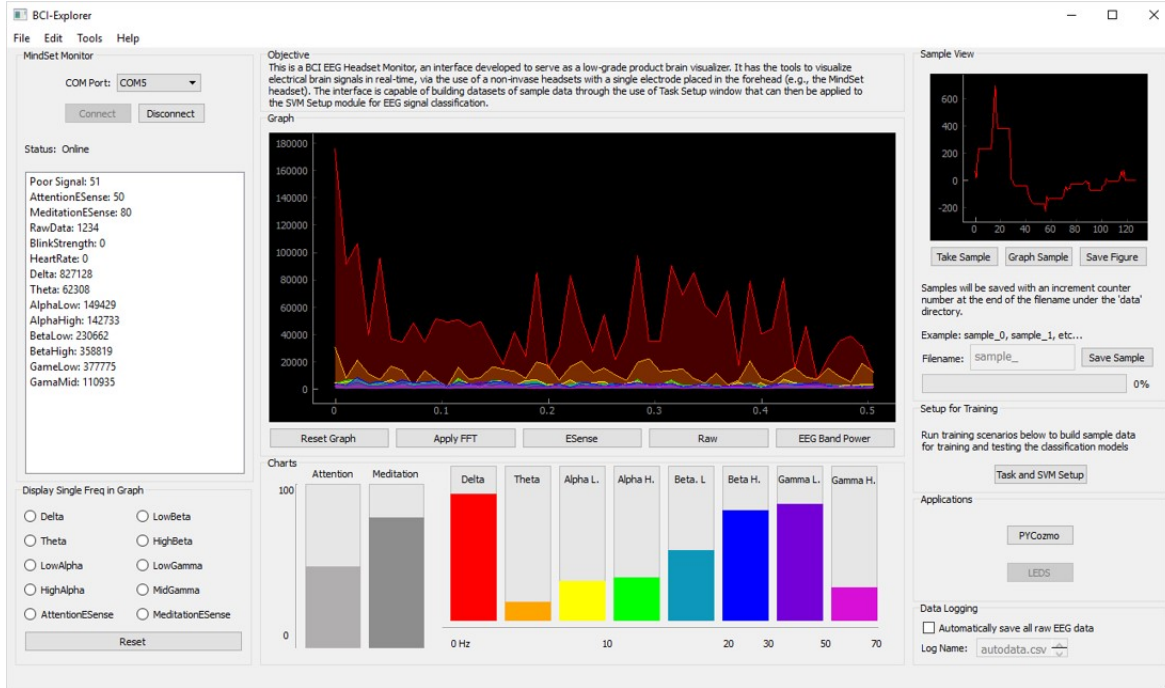 BCI-Explorer
File Edit Tools Help
MindSet Monitor
COM Port: COM5
Connect Disconnect
Status: Online
Poor Signal: 51
AttentionESense: 50
MeditationESense: 80
RawData: 1234
BlinkStrength: 0
HeartRate: 0
Delta: 827128
Theta: 62308
AlphaLow: 149429
AlphaHigh: 142733
BetaLow: 230662
BetaHigh: 358819
GameLow: 377775
GamaMid: 110935
Display Single Freq in Graph
Delta LowBeta
Theta HighBeta
LowAlpha LowGamma
HighAlpha MidGamma
AttentionESense MeditationESense
Reset
Objective
This is a BCI EEG Headset Monitor, an interface developed to serve as a low-grade product brain visualizer. It has the tools to visualize
electrical brain signals in real-time, via the use of a non-invase headsets with a single electrode placed in the forehead (e.g., the MindSet
headset). The interface is capable of building datasets of sample data through the use of Task Setup window that can then be applied to
the SVM Setup module for EEG signal classification.
Graph
180000
160000
140000
120000
100000
80000
60000
40000
20000
0
0 0.1 0.2 0.3 0.4 0.5
Reset Graph Apply FFT ESense Raw EEG Band Power
Charts
Attention Meditation Delta Theta Alpha L. Alpha H. Beta. L Beta H. Gamma L. Gamma H.
100
0
0 Hz 10 20 30 50 70
Sample View
600
400
200
0
-200
0 20 40 60 80 100 120
Take Sample Graph Sample Save Figure
Samples will be saved with an increment counter
number at the end of the filename under the 'data'
directory.
Example: sample_0, sample_1, etc...
Filename: sample_ Save Sample
0%
Setup for Training
Run training scenarios below to build sample data
for training and testing the classification models
Task and SVM Setup
Applications
PYCozmo
LEDS
Data Logging
Automatically save all raw EEG data
Log Name: autodata.csv